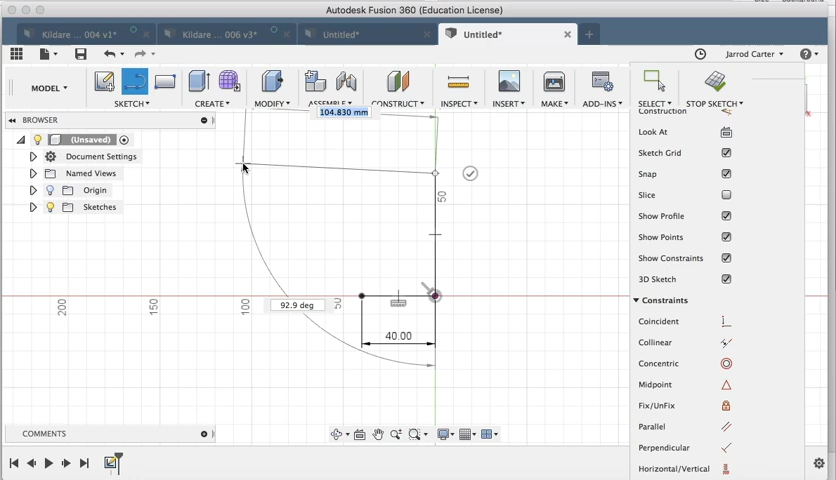 Autodesk Fusion 360 (Education License)
Kildare ... 004 v1*
Kildare ... 006 v3*
Untitled*
Untitled*
Jarrod Carter
MODEL
SKETCH
CREATE
MODIFY
ASSEMBLE
CONSTRUCT
INSPECT
INSERT
MAKE
ADD-INS
SELECT
STOP SKETCH
BROWSER
(Unsaved)
Document Settings
Named Views
Origin
Sketches
104.830 mm
50
200
150
100
50
92.9 deg
40.00
Construction
Look At
Sketch Grid
Snap
Slice
Show Profile
Show Points
Show Constraints
3D Sketch
Constraints
Coincident
Collinear
Concentric
Midpoint
Fix/UnFix
Parallel
Perpendicular
Horizontal/Vertical
COMMENTS